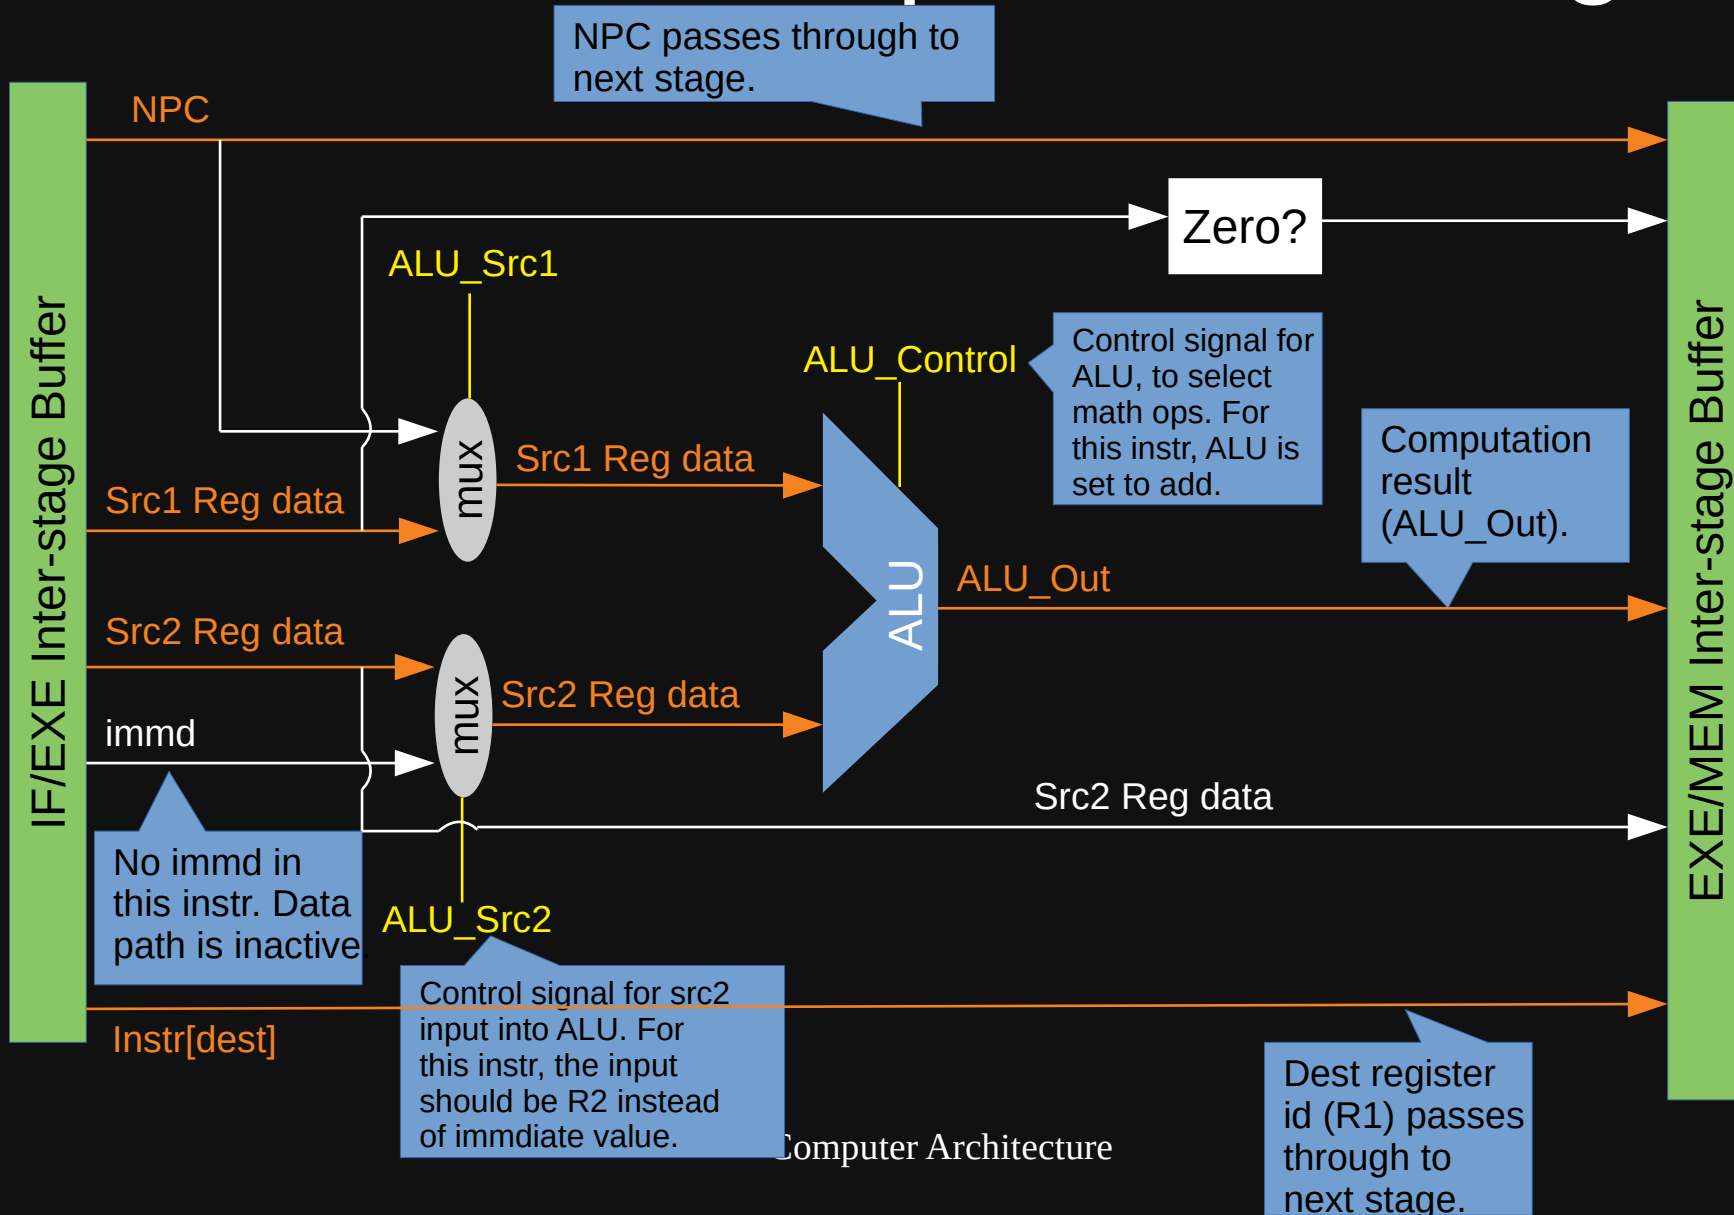 NPC passes through to
next stage.
NPC
Zero?
ALU_Src1
ALU_Control
Control signal for
ALU, to select
math ops. For
this instr, ALU is
set to add.
Computation
result
(ALU_Out).
IF/EXE Inter-stage Buffer
EXE/MEM Inter-stage Buffer
mux
Src1 Reg data
Src1 Reg data
ALU
ALU_Out
Src2 Reg data
mux
Src2 Reg data
immd
Src2 Reg data
No immd in
this instr. Data
path is inactive.
ALU_Src2
Control signal for src2
input into ALU. For
this instr, the input
should be R2 instead
of immdiate value.
Instr[dest]
Dest register
id (R1) passes
through to
next stage.
Computer Architecture